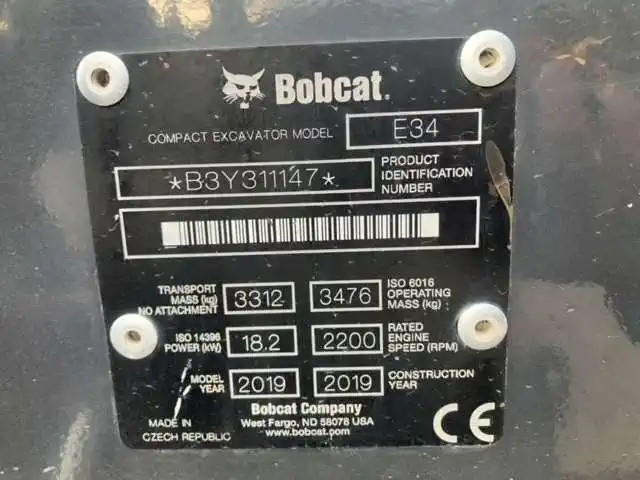 Bobcat.
COMPACT EXCAVATOR MODEL E34
*B3Y311147*
PRODUCT
IDENTIFICATION
NUMBER
TRANSPORT
MASS (kg)
NO ATTACHMENT
3312
3476
ISO 6016
OPERATING
MASS (kg)
ISO 14396
POWER (kW)
18.2
2200
RATED
ENGINE
SPEED (RPM)
MODEL
YEAR
2019
2019
CONSTRUCTION
YEAR
Bobcat Company
West Fargo, ND 58078 USA
www.bobcat.com
MADE IN
CZECH REPUBLIC
CE